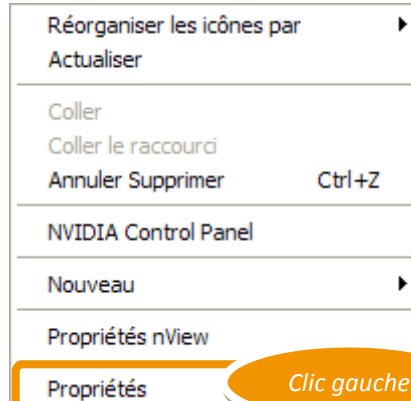 Réorganiser les icônes par
Actualiser
Coller
Coller le raccourci
Annuler Supprimer Ctrl+Z
NVIDIA Control Panel
Nouveau
Propriétés nView
Propriétés Clic gauche